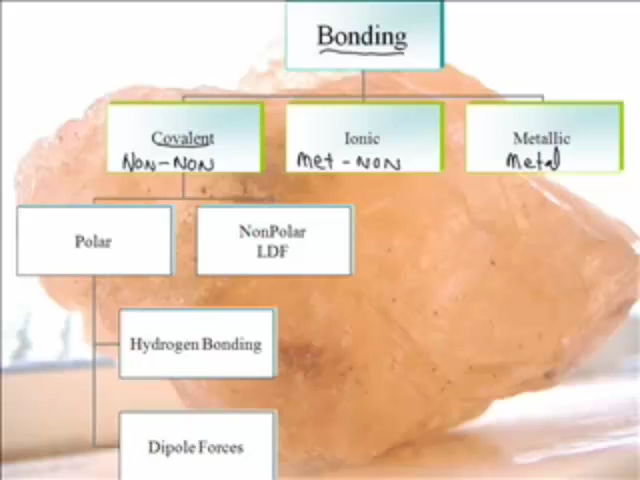 Bonding
Covalent
Non-Non
Ionic
Met-Non
Metallic
Metal
Polar
NonPolar
LDF
Hydrogen Bonding
Dipole Forces